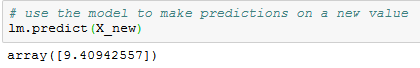 # use the model to make predictions on a new value
lm.predict(X_new)
array([9.40942557])